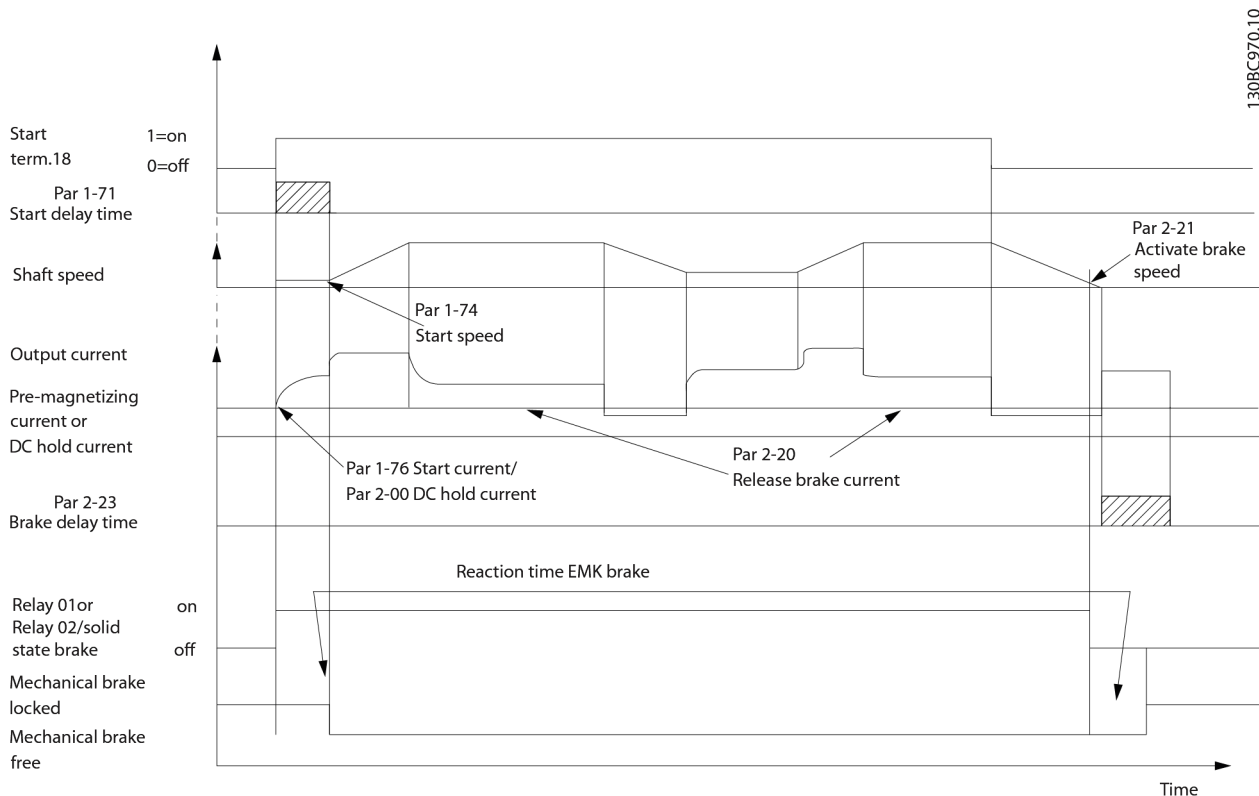 130BC970.10
Start 1=on
term.18 0=off
Par 1-71
Start delay time
Par 2-21
Activate brake
speed
Shaft speed
Par 1-74
Start speed
Output current
Pre-magnetizing
current or
DC hold current
Par 1-76 Start current/
Par 2-00 DC hold current
Par 2-20
Release brake current
Par 2-23
Brake delay time
Reaction time EMK brake
Relay 01or on
Relay 02/solid
state brake off
Mechanical brake
locked
Mechanical brake
free
Time